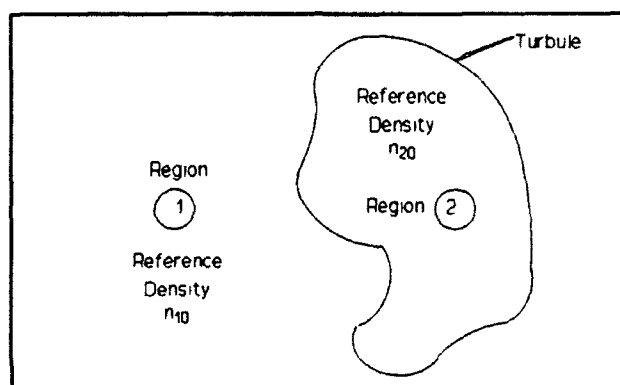 Turbule
Reference
Density
n20
Region
1
Region 2
Reference
Density
n10